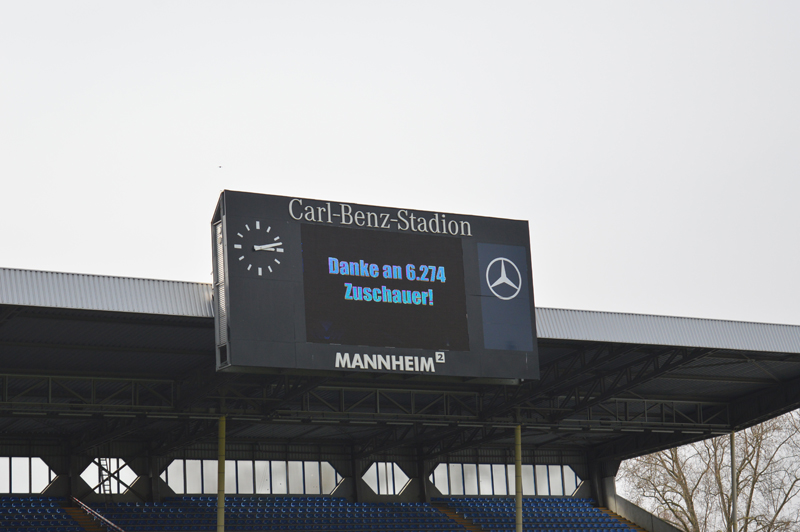 Carl-Benz-Stadion
Danke an 6.274
Zuschauer!
MANNHEIM²